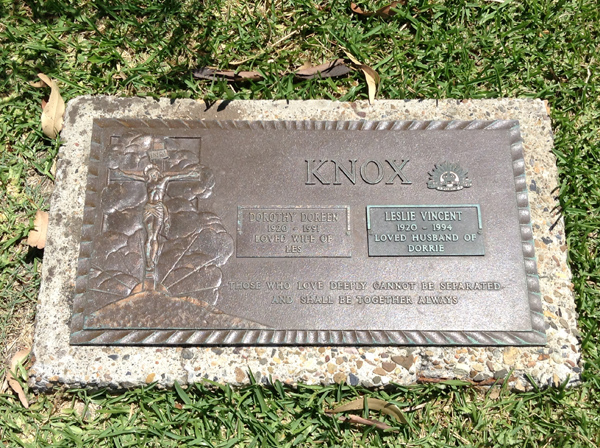 KNOX
DOROTHY DOREEN
1920 - 1991
LOVED WIFE OF
LES
LESLIE VINCENT
1920 - 1994
LOVED HUSBAND OF
DORRIE
THOSE WHO LOVE DEEPLY CANNOT BE SEPARATED
AND SHALL BE TOGETHER ALWAYS